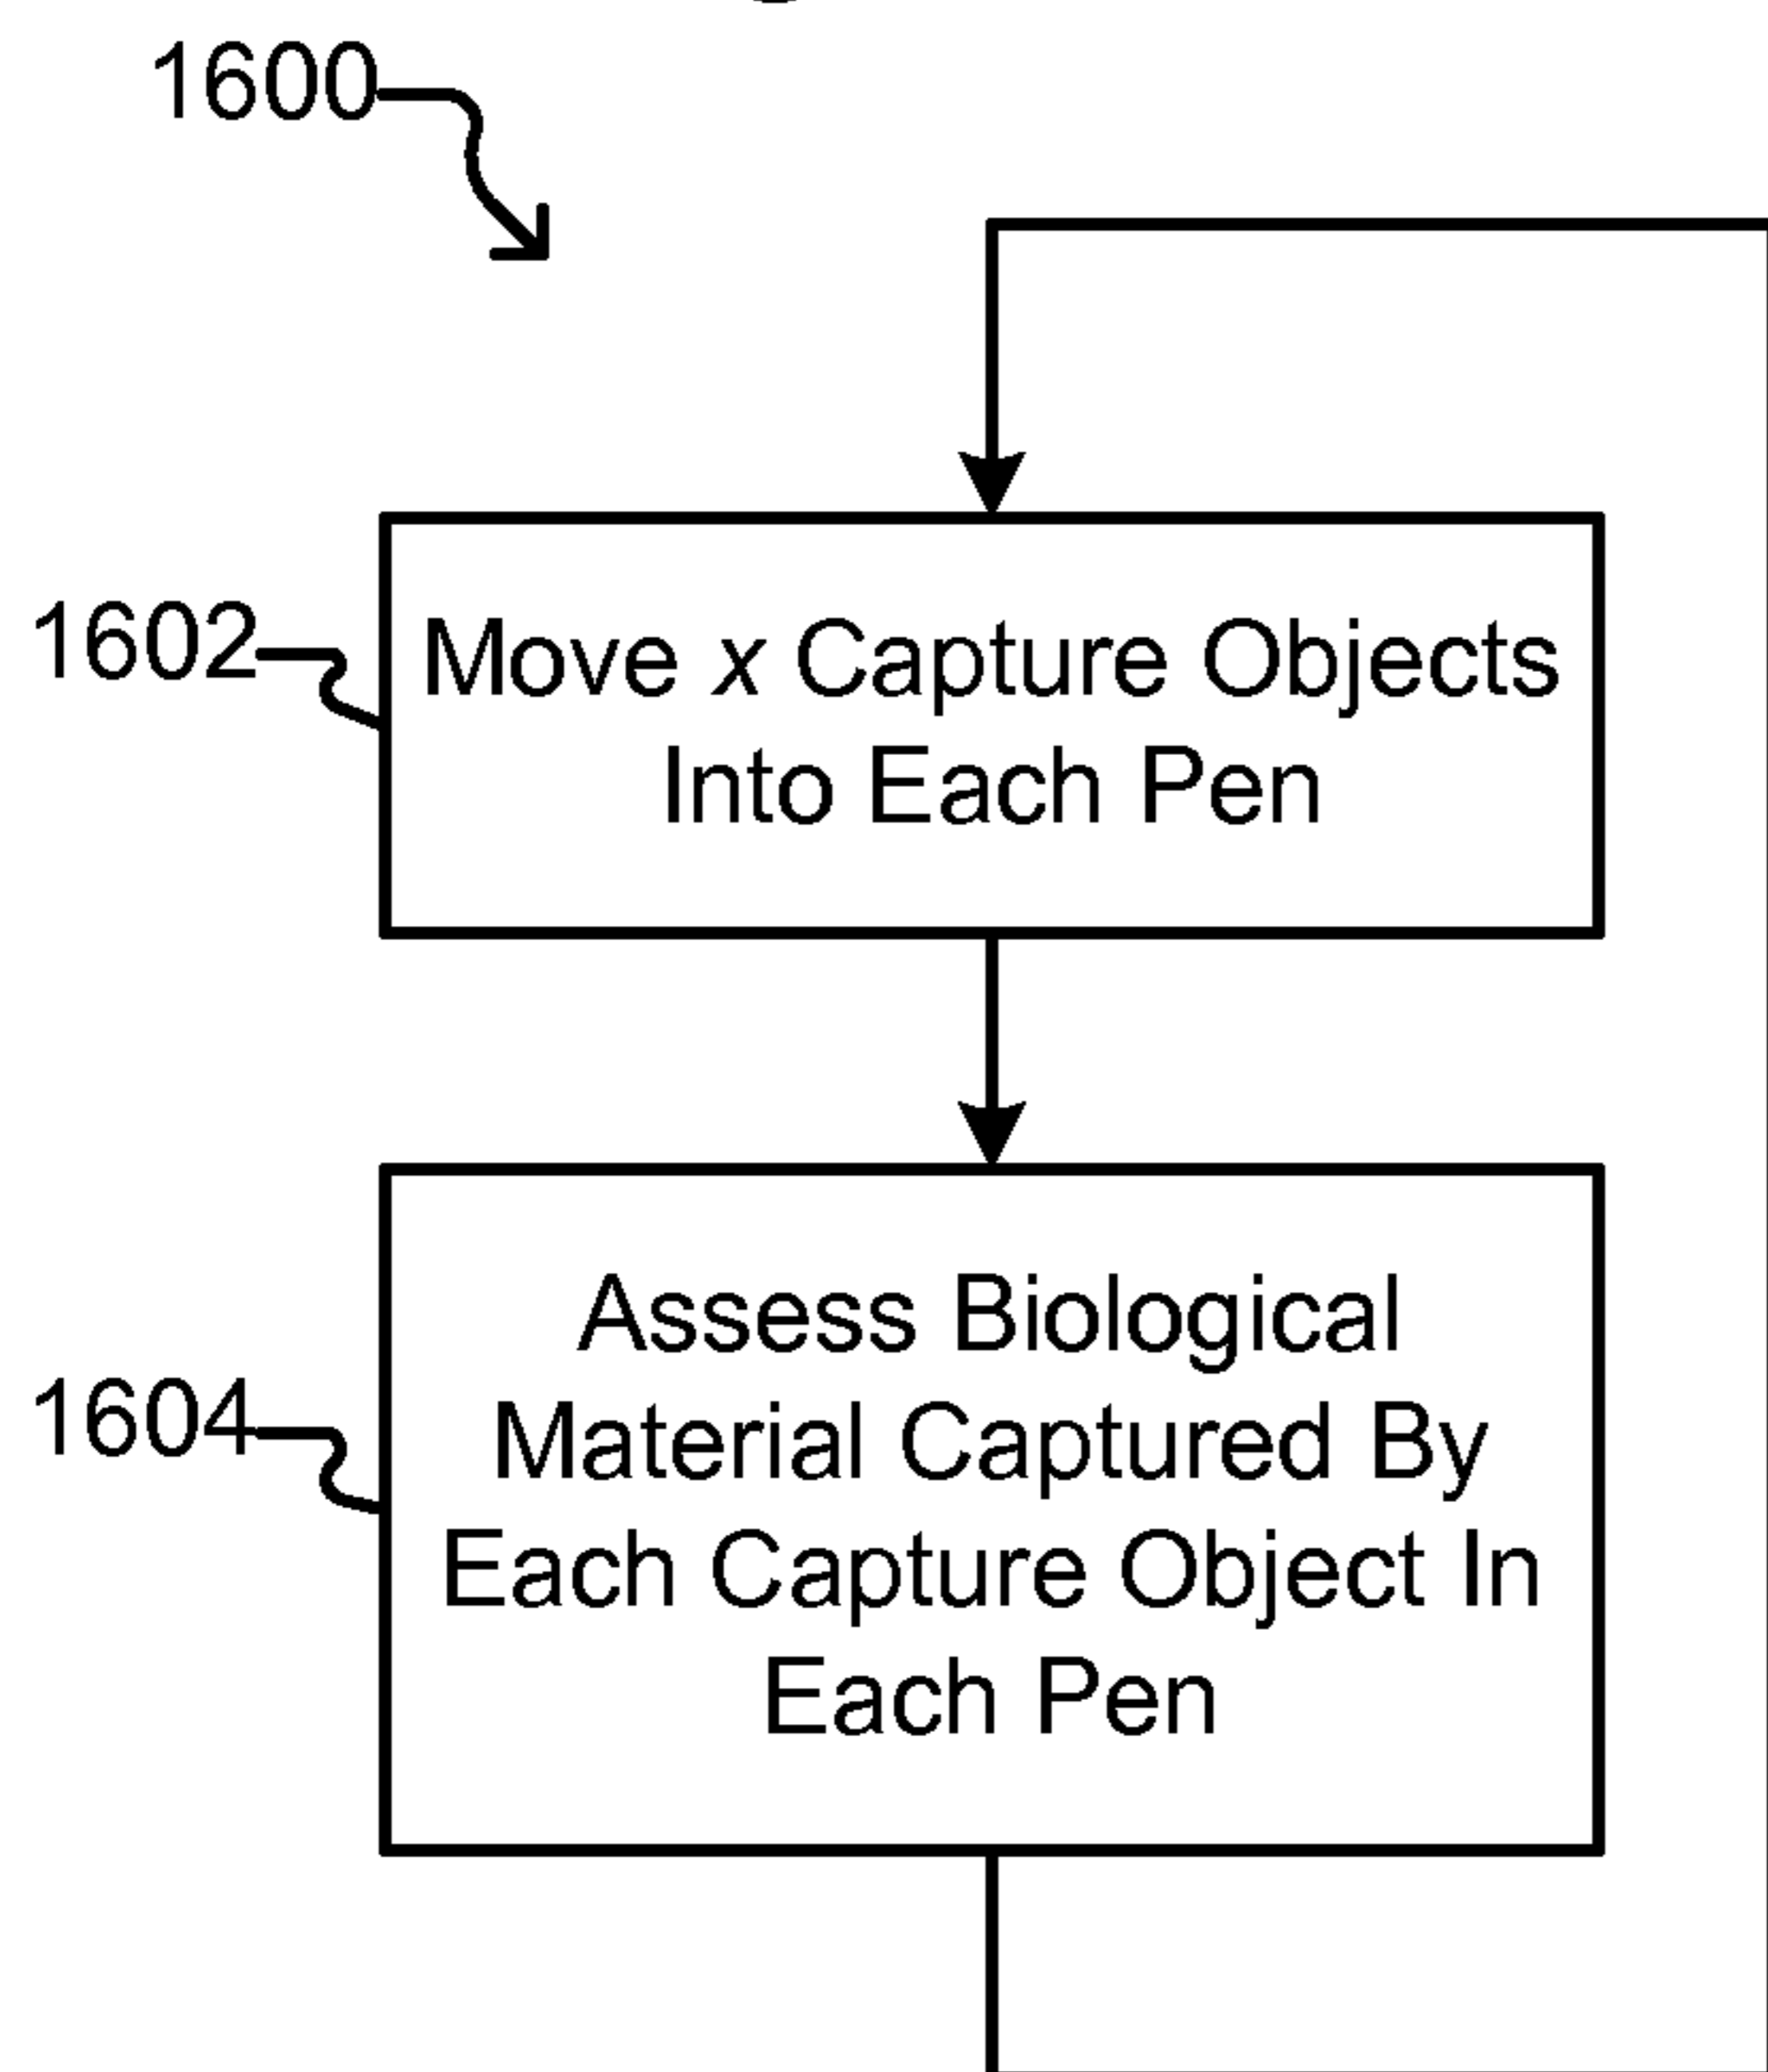 1600
1602
Move x Capture Objects
Into Each Pen
1604
Assess Biological
Material Captured By
Each Capture Object In
Each Pen